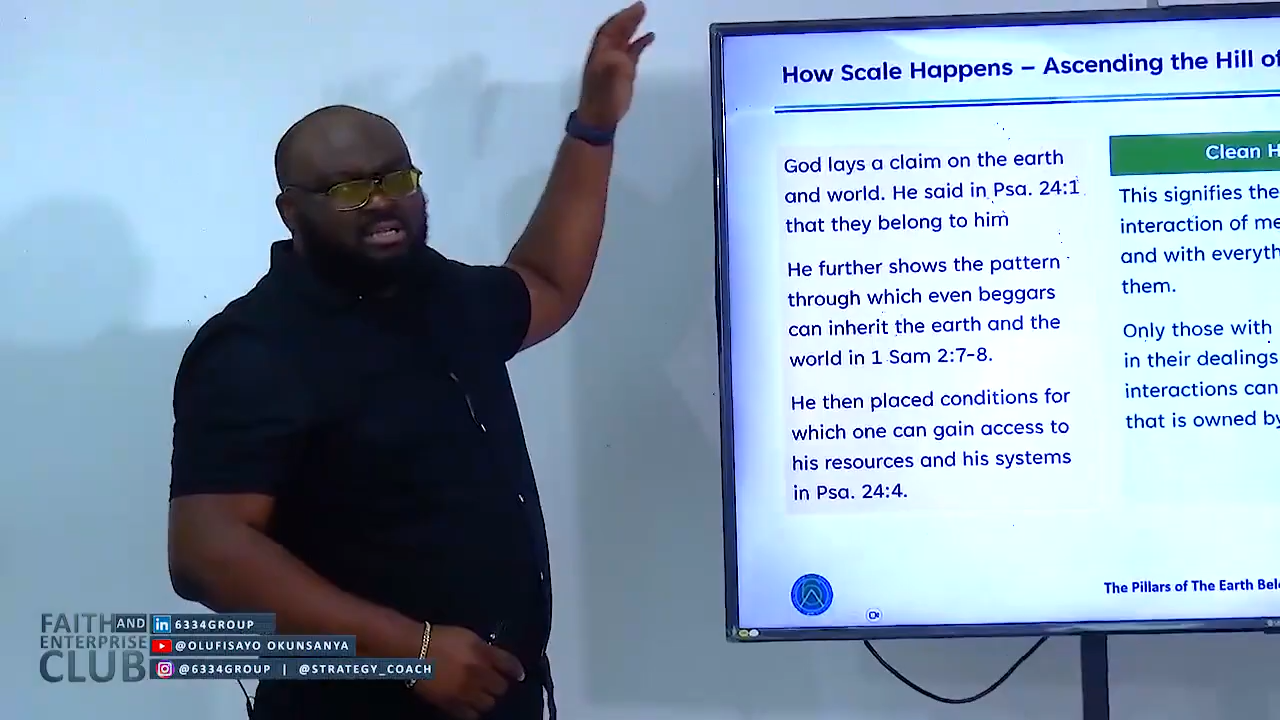 How Scale Happens – Ascending the Hill of
God lays a claim on the earth
and world. He said in Psa. 24:1
that they belong to him
He further shows the pattern
through which even beggars
can inherit the earth and the
world in 1 Sam 2:7-8.
He then placed conditions for
which one can gain access to
his resources and his systems
in Psa. 24:4.
Clean H
This signifies the
interaction of me
and with everyth
them.
Only those with
in their dealings
interactions can
that is owned by
The Pillars of The Earth Belo
FAITH AND
ENTERPRISE
CLUB
in 6334GROUP
@OLUFISAYO OKUNSANYA
@6334GROUP | @STRATEGY_COACH